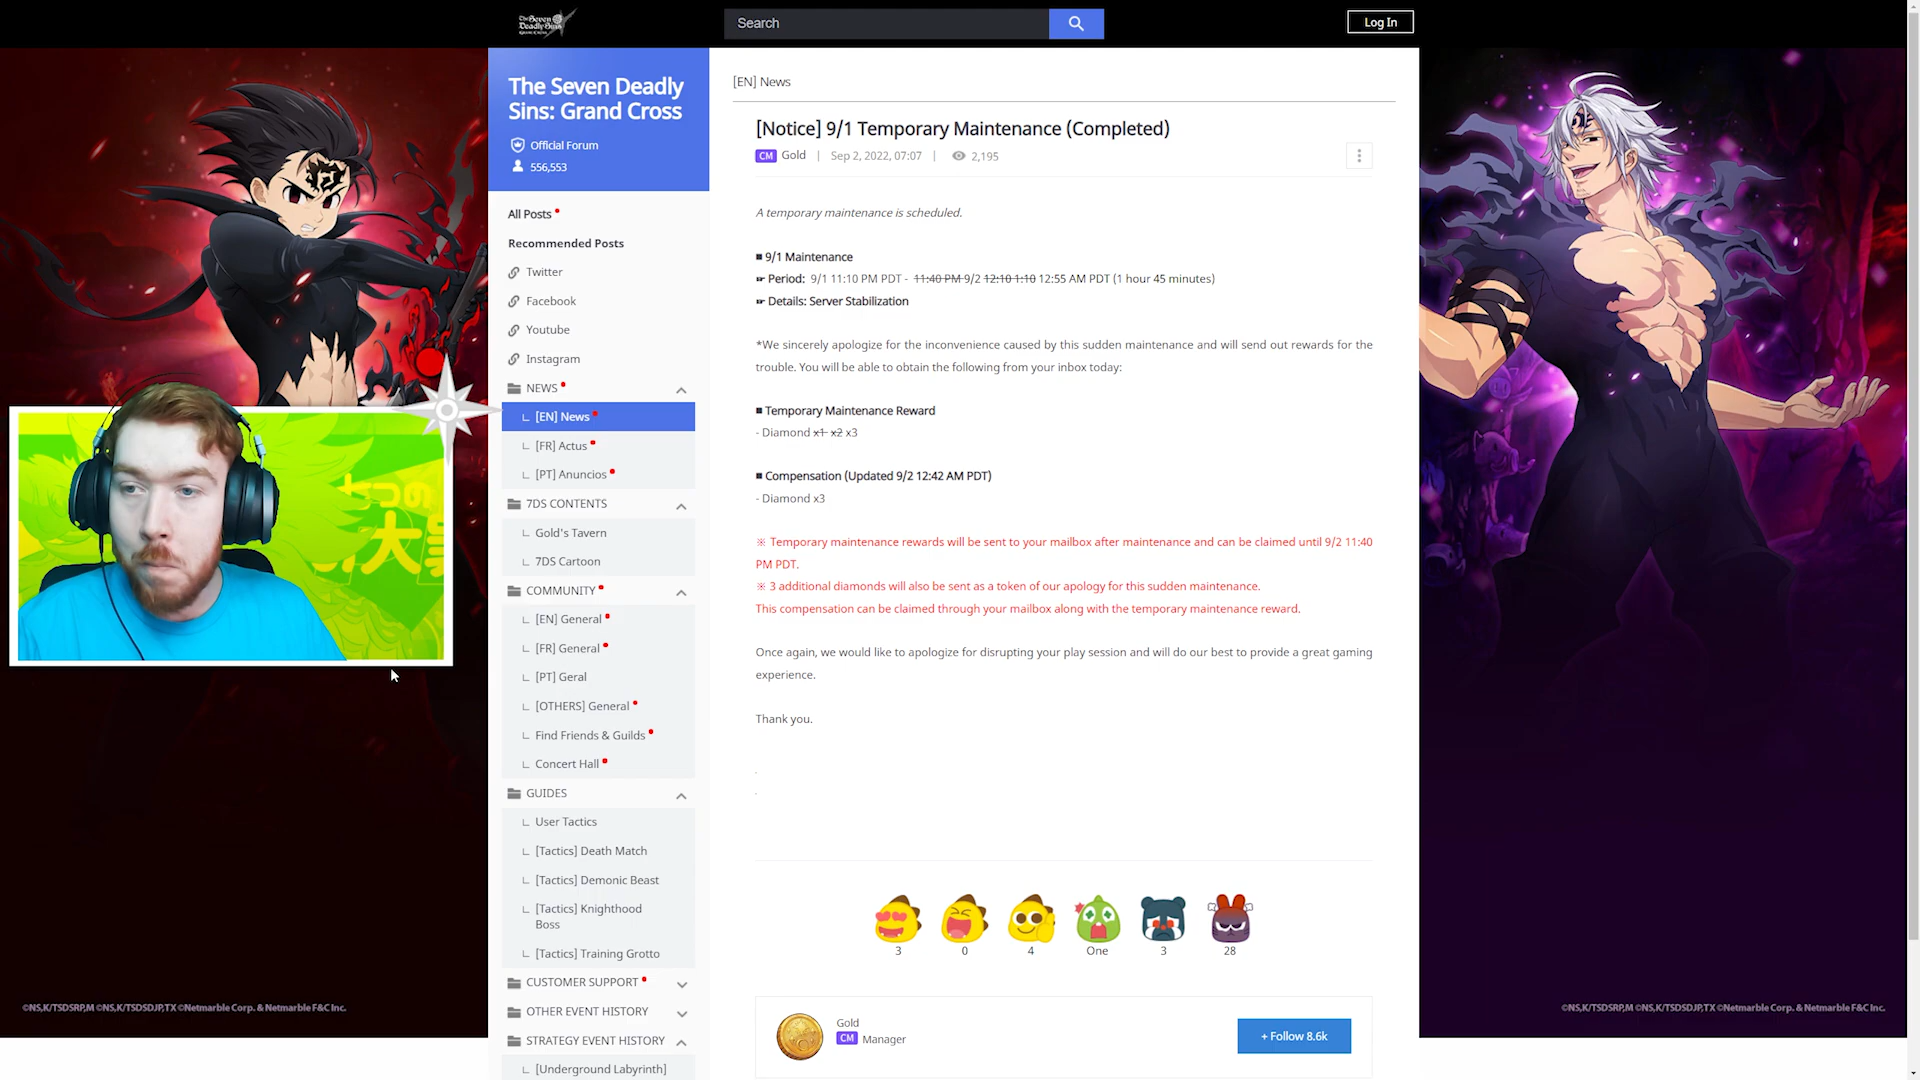 The Seven
Deadly Sins
GRAND CROSS
Search
Log In
The Seven Deadly
Sins: Grand Cross
Official Forum
556,553
All Posts
Recommended Posts
Twitter
Facebook
Youtube
Instagram
NEWS
[EN] News
[FR] Actus
[PT] Anuncios
7DS CONTENTS
Gold's Tavern
7DS Cartoon
COMMUNITY
[EN] General
[FR] General
[PT] Geral
[OTHERS] General
Find Friends & Guilds
Concert Hall
GUIDES
User Tactics
[Tactics] Death Match
[Tactics] Demonic Beast
[Tactics] Knighthood
Boss
[Tactics] Training Grotto
CUSTOMER SUPPORT
OTHER EVENT HISTORY
STRATEGY EVENT HISTORY
[Underground Labyrinth]
[EN] News
[Notice] 9/1 Temporary Maintenance (Completed)
CM Gold | Sep 2, 2022, 07:07 | 2,195
A temporary maintenance is scheduled.
■ 9/1 Maintenance
☛ Period: 9/1 11:10 PM PDT - 11:40 PM 9/2 12:10 1:10 12:55 AM PDT (1 hour 45 minutes)
☛ Details: Server Stabilization
*We sincerely apologize for the inconvenience caused by this sudden maintenance and will send out rewards for the
trouble. You will be able to obtain the following from your inbox today:
■ Temporary Maintenance Reward
- Diamond x1 x2 x3
■ Compensation (Updated 9/2 12:42 AM PDT)
- Diamond x3
※ Temporary maintenance rewards will be sent to your mailbox after maintenance and can be claimed until 9/2 11:40
PM PDT.
※ 3 additional diamonds will also be sent as a token of our apology for this sudden maintenance.
This compensation can be claimed through your mailbox along with the temporary maintenance reward.
Once again, we would like to apologize for disrupting your play session and will do our best to provide a great gaming
experience.
Thank you.
.
.
3 0 4 One 3 28
Gold
CM Manager
+ Follow 8.6k
七つの
大罪
©NS,K/TSDSRP,M ©NS,K/TSDSDJP,TX ©Netmarble Corp. & Netmarble F&C Inc.
©NS,K/TSDSRP,M ©NS,K/TSDSDJP,TX ©Netmarble Corp. & Netmarble F&C Inc.